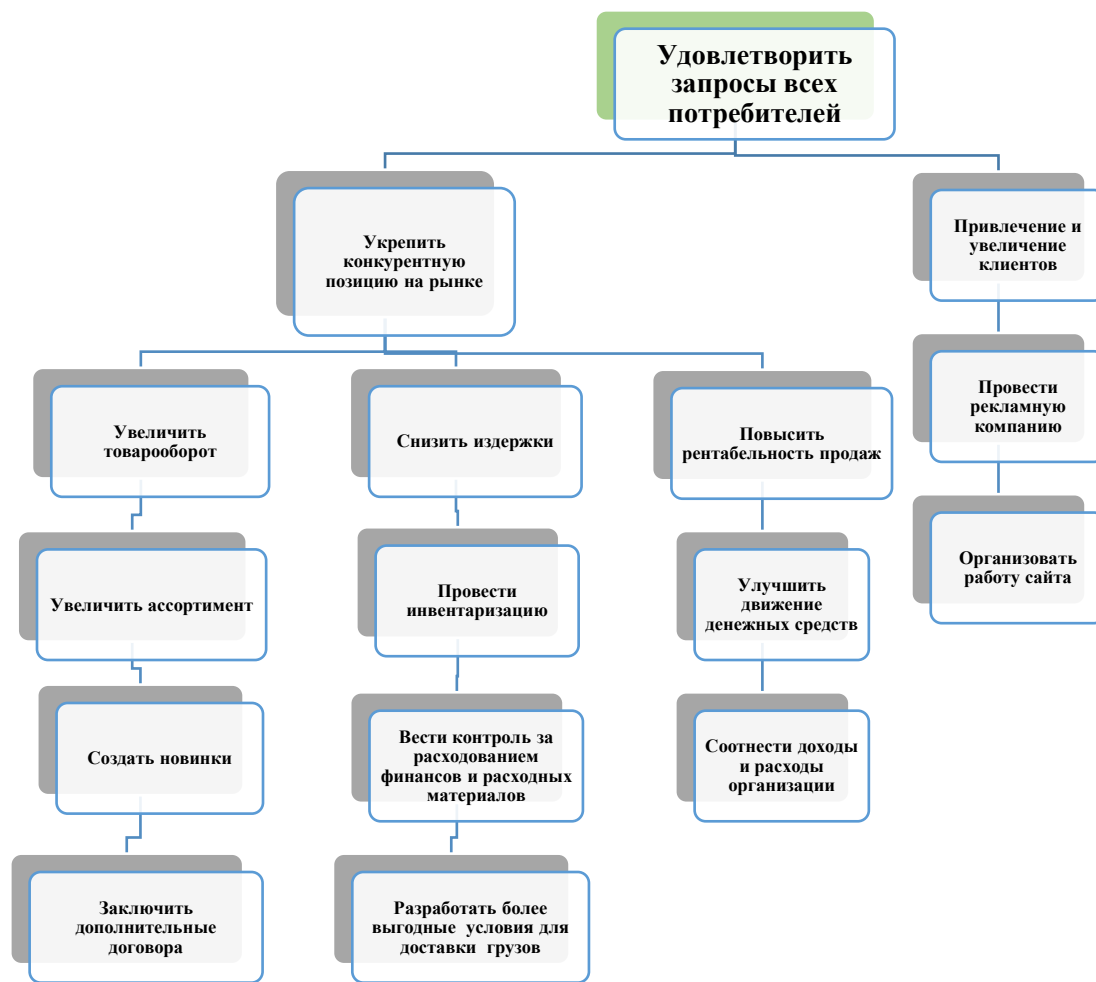 Удовлетворить
запросы всех
потребителей
Укрепить
конкурентную
позицию на рынке
Привлечение и
увеличение
клиентов
Увеличить
товарооборот
Снизить издержки
Повысить
рентабельность продаж
Провести
рекламную
компанию
Увеличить ассортимент
Провести
инвентаризацию
Улучшить
движение
денежных средств
Организовать
работу сайта
Создать новинки
Вести контроль за
расходованием
финансов и расходных
материалов
Соотнести доходы
и расходы
организации
Заключить
дополнительные
договора
Разработать более
выгодные условия для
доставки грузов